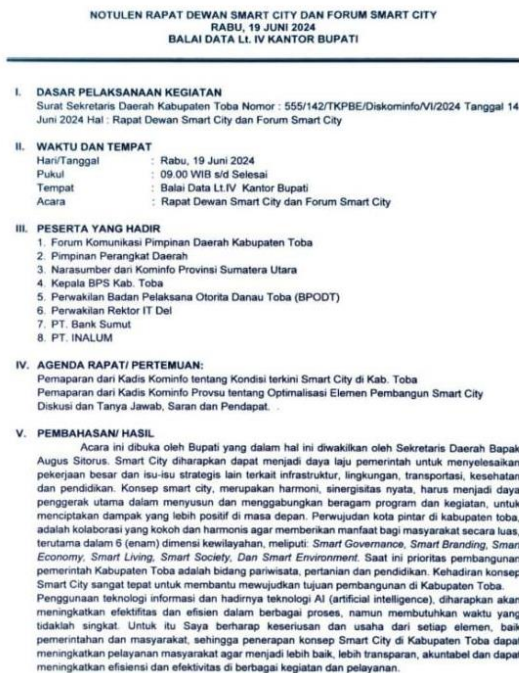 NOTULEN RAPAT DEWAN SMART CITY DAN FORUM SMART CITY
RABU, 19 JUNI 2024
BALAI DATA Lt. IV KANTOR BUPATI
I. DASAR PELAKSANAAN KEGIATAN
Surat Sekretaris Daerah Kabupaten Toba Nomor : 555/142/TKPBE/Diskominfo/VI/2024 Tanggal 14
Juni 2024 Hal : Rapat Dewan Smart City dan Forum Smart City
II. WAKTU DAN TEMPAT
Hari/Tanggal : Rabu, 19 Juni 2024
Pukul : 09.00 WIB s/d Selesai
Tempat : Balai Data Lt.IV Kantor Bupati
Acara : Rapat Dewan Smart City dan Forum Smart City
III. PESERTA YANG HADIR
1. Forum Komunikasi Pimpinan Daerah Kabupaten Toba
2. Pimpinan Perangkat Daerah
3. Narasumber dari Kominfo Provinsi Sumatera Utara
4. Kepala BPS Kab. Toba
5. Perwakilan Badan Pelaksana Otorita Danau Toba (BPODT)
6. Perwakilan Rektor IT Del
7. PT. Bank Sumut
8. PT. INALUM
IV. AGENDA RAPAT/ PERTEMUAN:
Pemaparan dari Kadis Kominfo tentang Kondisi terkini Smart City di Kab. Toba
Pemaparan dari Kadis Kominfo Provsu tentang Optimalisasi Elemen Pembangun Smart City
Diskusi dan Tanya Jawab, Saran dan Pendapat.
V. PEMBAHASAN/ HASIL
Acara ini dibuka oleh Bupati yang dalam hal ini diwakilkan oleh Sekretaris Daerah Bapak
Augus Sitorus. Smart City diharapkan dapat menjadi daya laju pemerintah untuk menyelesaikan
pekerjaan besar dan isu-isu strategis lain terkait infrastruktur, lingkungan, transportasi, kesehatan
dan pendidikan. Konsep smart city, merupakan harmoni, sinergisitas nyata, harus menjadi daya
penggerak utama dalam menyusun dan menggabungkan beragam program dan kegiatan, untuk
menciptakan dampak yang lebih positif di masa depan. Perwujudan kota pintar di kabupaten toba,
adalah kolaborasi yang kokoh dan harmonis agar memberikan manfaat bagi masyarakat secara luas,
terutama dalam 6 (enam) dimensi kewilayahan, meliputi: Smart Governance, Smart Branding, Smart
Economy, Smart Living, Smart Society, Dan Smart Environment. Saat ini prioritas pembangunan
pemerintah Kabupaten Toba adalah bidang pariwisata, pertanian dan pendidikan. Kehadiran konsep
Smart City sangat tepat untuk membantu mewujudkan tujuan pembangunan di Kabupaten Toba.
Penggunaan teknologi informasi dan hadirnya teknologi AI (artificial intelligence), diharapkan akan
meningkatkan efektifitas dan efisien dalam berbagai proses, namun membutuhkan waktu yang
tidaklah singkat. Untuk itu Saya berharap keseriusan dan usaha dari setiap elemen, baik
pemerintahan dan masyarakat, sehingga penerapan konsep Smart City di Kabupaten Toba dapat
meningkatkan pelayanan masyarakat agar menjadi lebih baik, lebih transparan, akuntabel dan dapat
meningkatkan efisiensi dan efektivitas di berbagai kegiatan dan pelayanan.